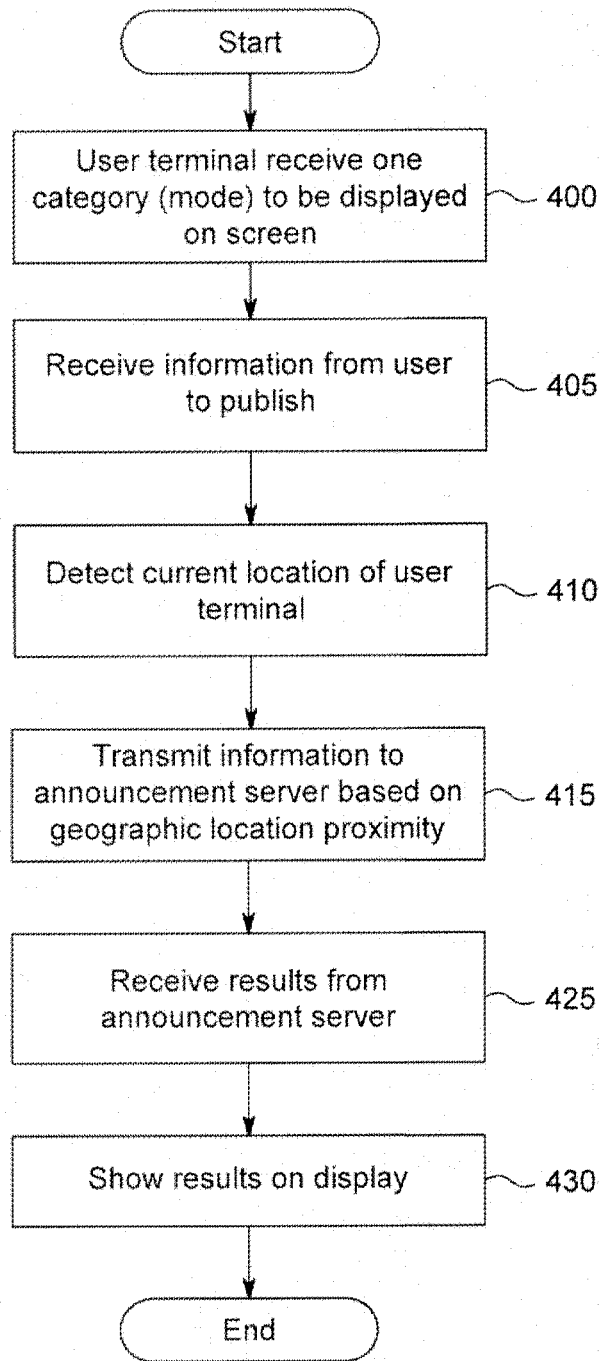 Start
User terminal receive one
category (mode) to be displayed
on screen
400
Receive information from user
to publish
405
Detect current location of user
terminal
410
Transmit information to
announcement server based on
geographic location proximity
415
Receive results from
announcement server
425
Show results on display
430
End